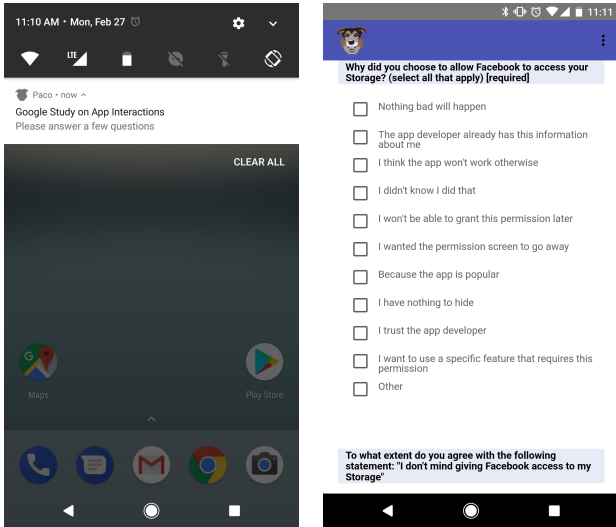 11:10 AM • Mon, Feb 27
LTE
Paco • now
Google Study on App Interactions
Please answer a few questions
CLEAR ALL
Maps
Play Store
11:11
Why did you choose to allow Facebook to access your
Storage? (select all that apply) [required]
Nothing bad will happen
The app developer already has this information
about me
I think the app won't work otherwise
I didn't know I did that
I won't be able to grant this permission later
I wanted the permission screen to go away
Because the app is popular
I have nothing to hide
I trust the app developer
I want to use a specific feature that requires this
permission
Other
To what extent do you agree with the following
statement: "I don't mind giving Facebook access to my
Storage"